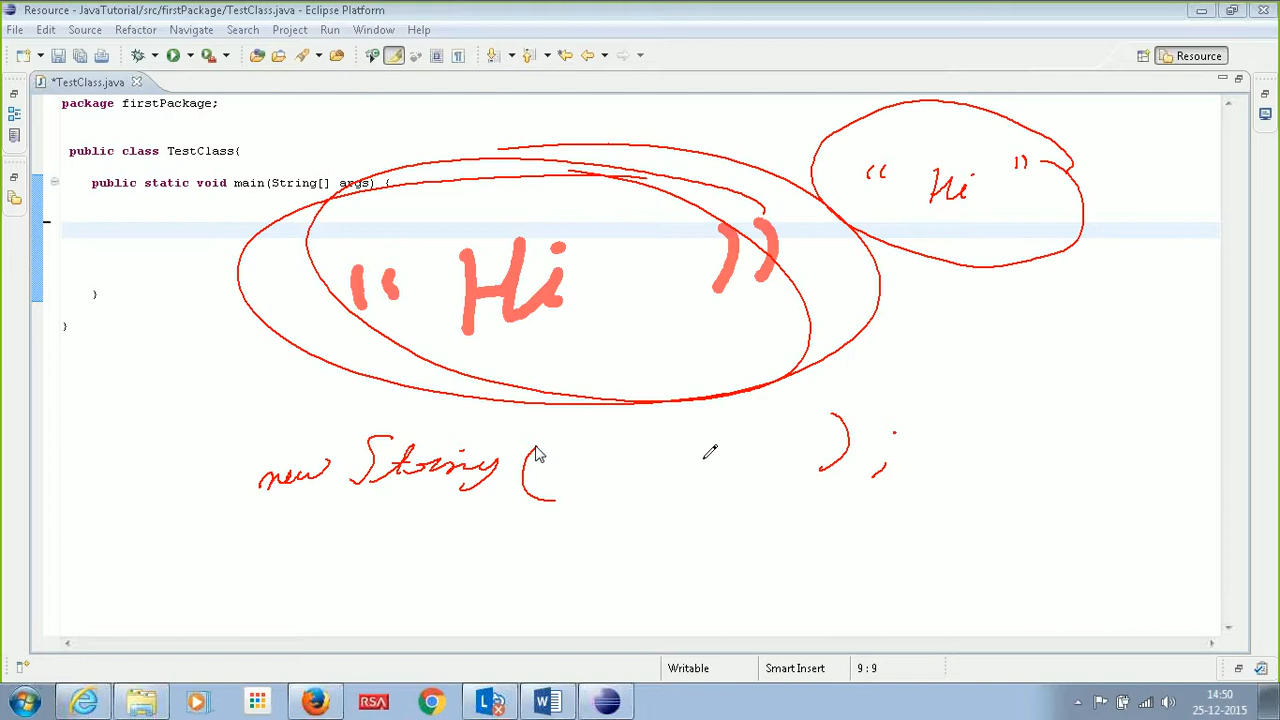 Resource - JavaTutorial/src/firstPackage/TestClass.java - Eclipse Platform
File Edit Source Refactor Navigate Search Project Run Window Help
Resource
*TestClass.java
package firstPackage;
public class TestClass{
public static void main(String[] args) {
“ Hi ”
“ Hi ”
}
}
new String ( ) ;
Writable Smart Insert 9 : 9
RSA
14:50
25-12-2015